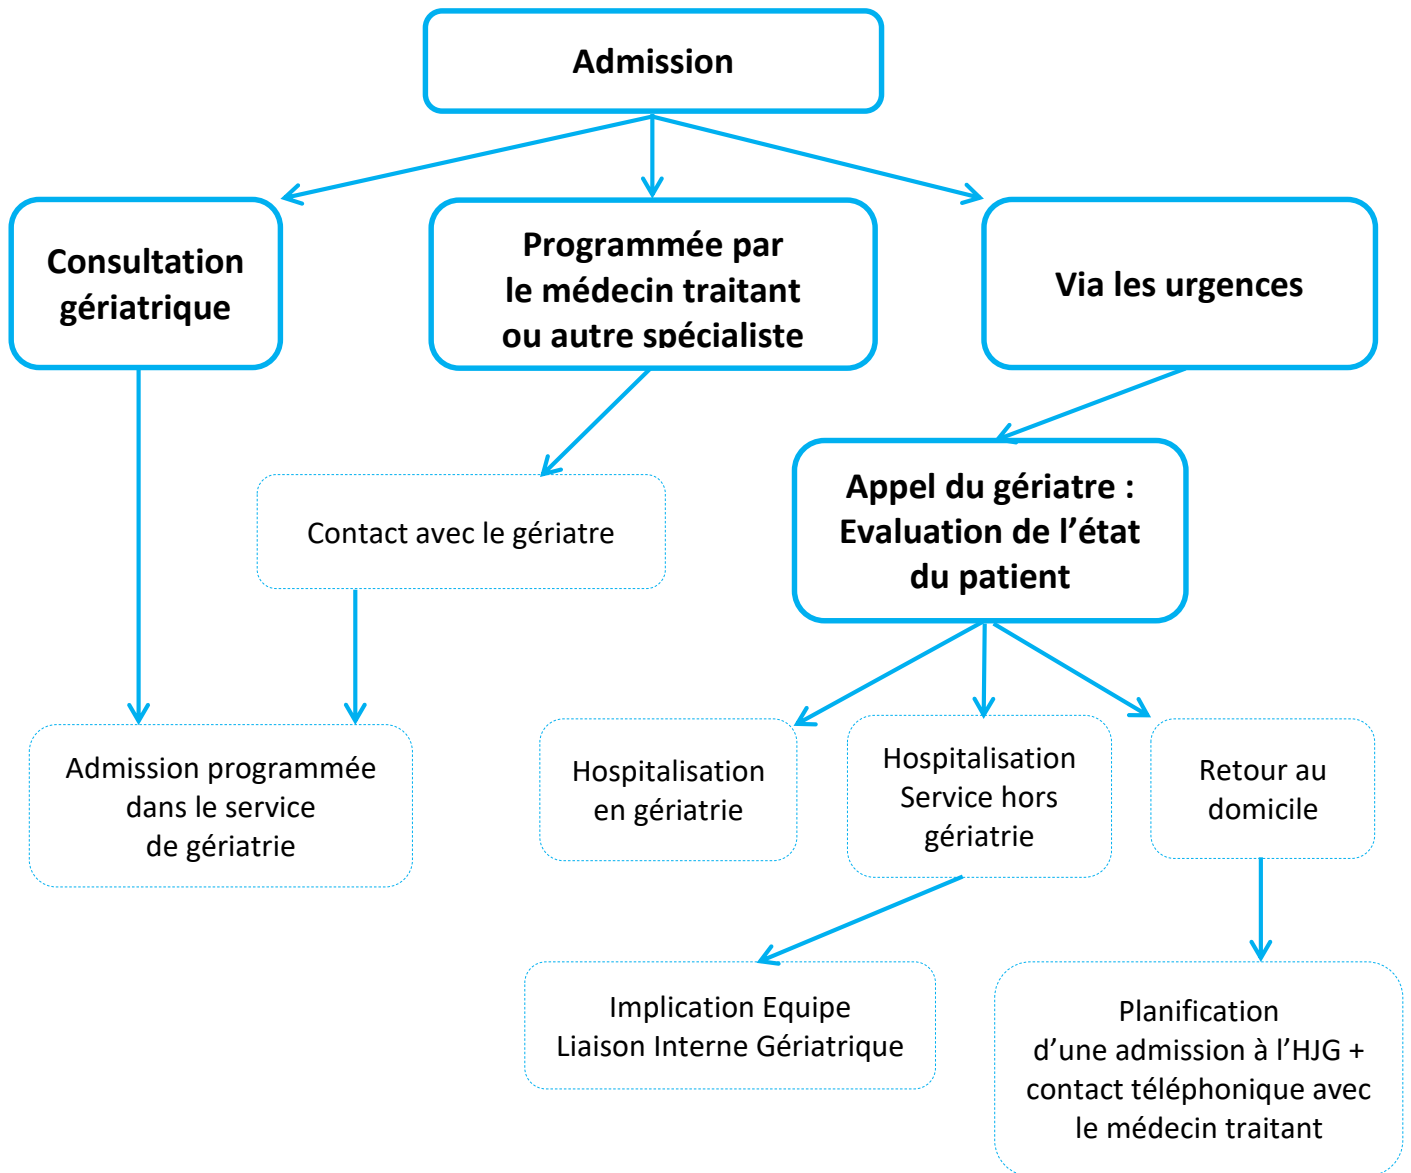 Admission
Consultation
gériatrique
Programmée par
le médecin traitant
ou autre spécialiste
Via les urgences
Contact avec le gériatre
Appel du gériatre :
Evaluation de l’état
du patient
Admission programmée
dans le service
de gériatrie
Hospitalisation
en gériatrie
Hospitalisation
Service hors
gériatrie
Retour au
domicile
Implication Equipe
Liaison Interne Gériatrique
Planification
d’une admission à l’HJG +
contact téléphonique avec
le médecin traitant